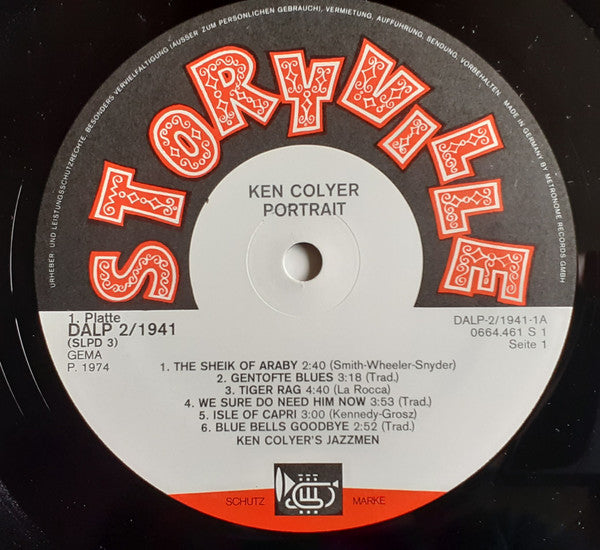 URHEBER- UND LEISTUNGSSCHUTZRECHTE, BESONDERS VERVIELFÄLTIGUNG (AUSSER ZUM PERSÖNLICHEN GEBRAUCH), VERMIETUNG, AUFFÜHRUNG, SENDUNG, VORBEHALTEN. MADE IN GERMANY BY METRONOME RECORDS GMBH
STORYVILLE
KEN COLYER
PORTRAIT
1. Platte
DALP 2/1941
(SLPD 3)
GEMA
P. 1974
DALP-2/1941-1A
0664.461 S 1
Seite 1
1. THE SHEIK OF ARABY 2:40 (Smith-Wheeler-Snyder)
2. GENTOFTE BLUES 3:18 (Trad.)
3. TIGER RAG 4:40 (La Rocca)
4. WE SURE DO NEED HIM NOW 3:53 (Trad.)
5. ISLE OF CAPRI 3:00 (Kennedy-Grosz)
6. BLUE BELLS GOODBYE 2:52 (Trad.)
KEN COLYER'S JAZZMEN
SCHUTZ MARKE